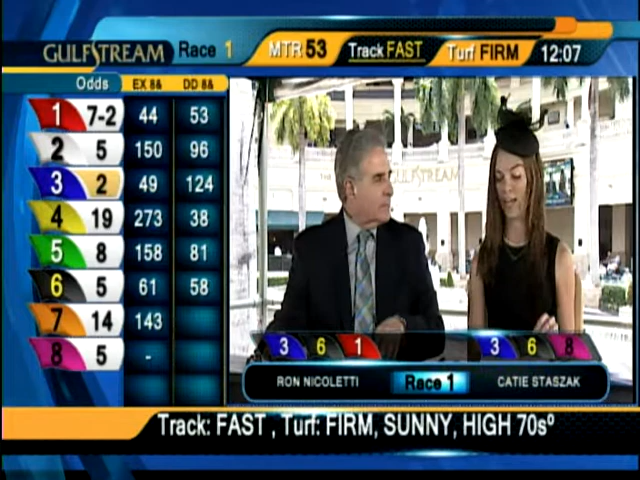 GULFSTREAM Race 1 MTR 53 Track FAST Turf FIRM 12:07
Odds EX 8& DD 8&
1 7-2 44 53
2 5 150 96
3 2 49 124
4 19 273 38
5 8 158 81
6 5 61 58
7 14 143
8 5 -
GULFSTREAM
3 6 1 3 6 8
RON NICOLETTI Race 1 CATIE STASZAK
Track: FAST , Turf: FIRM, SUNNY, HIGH 70sº